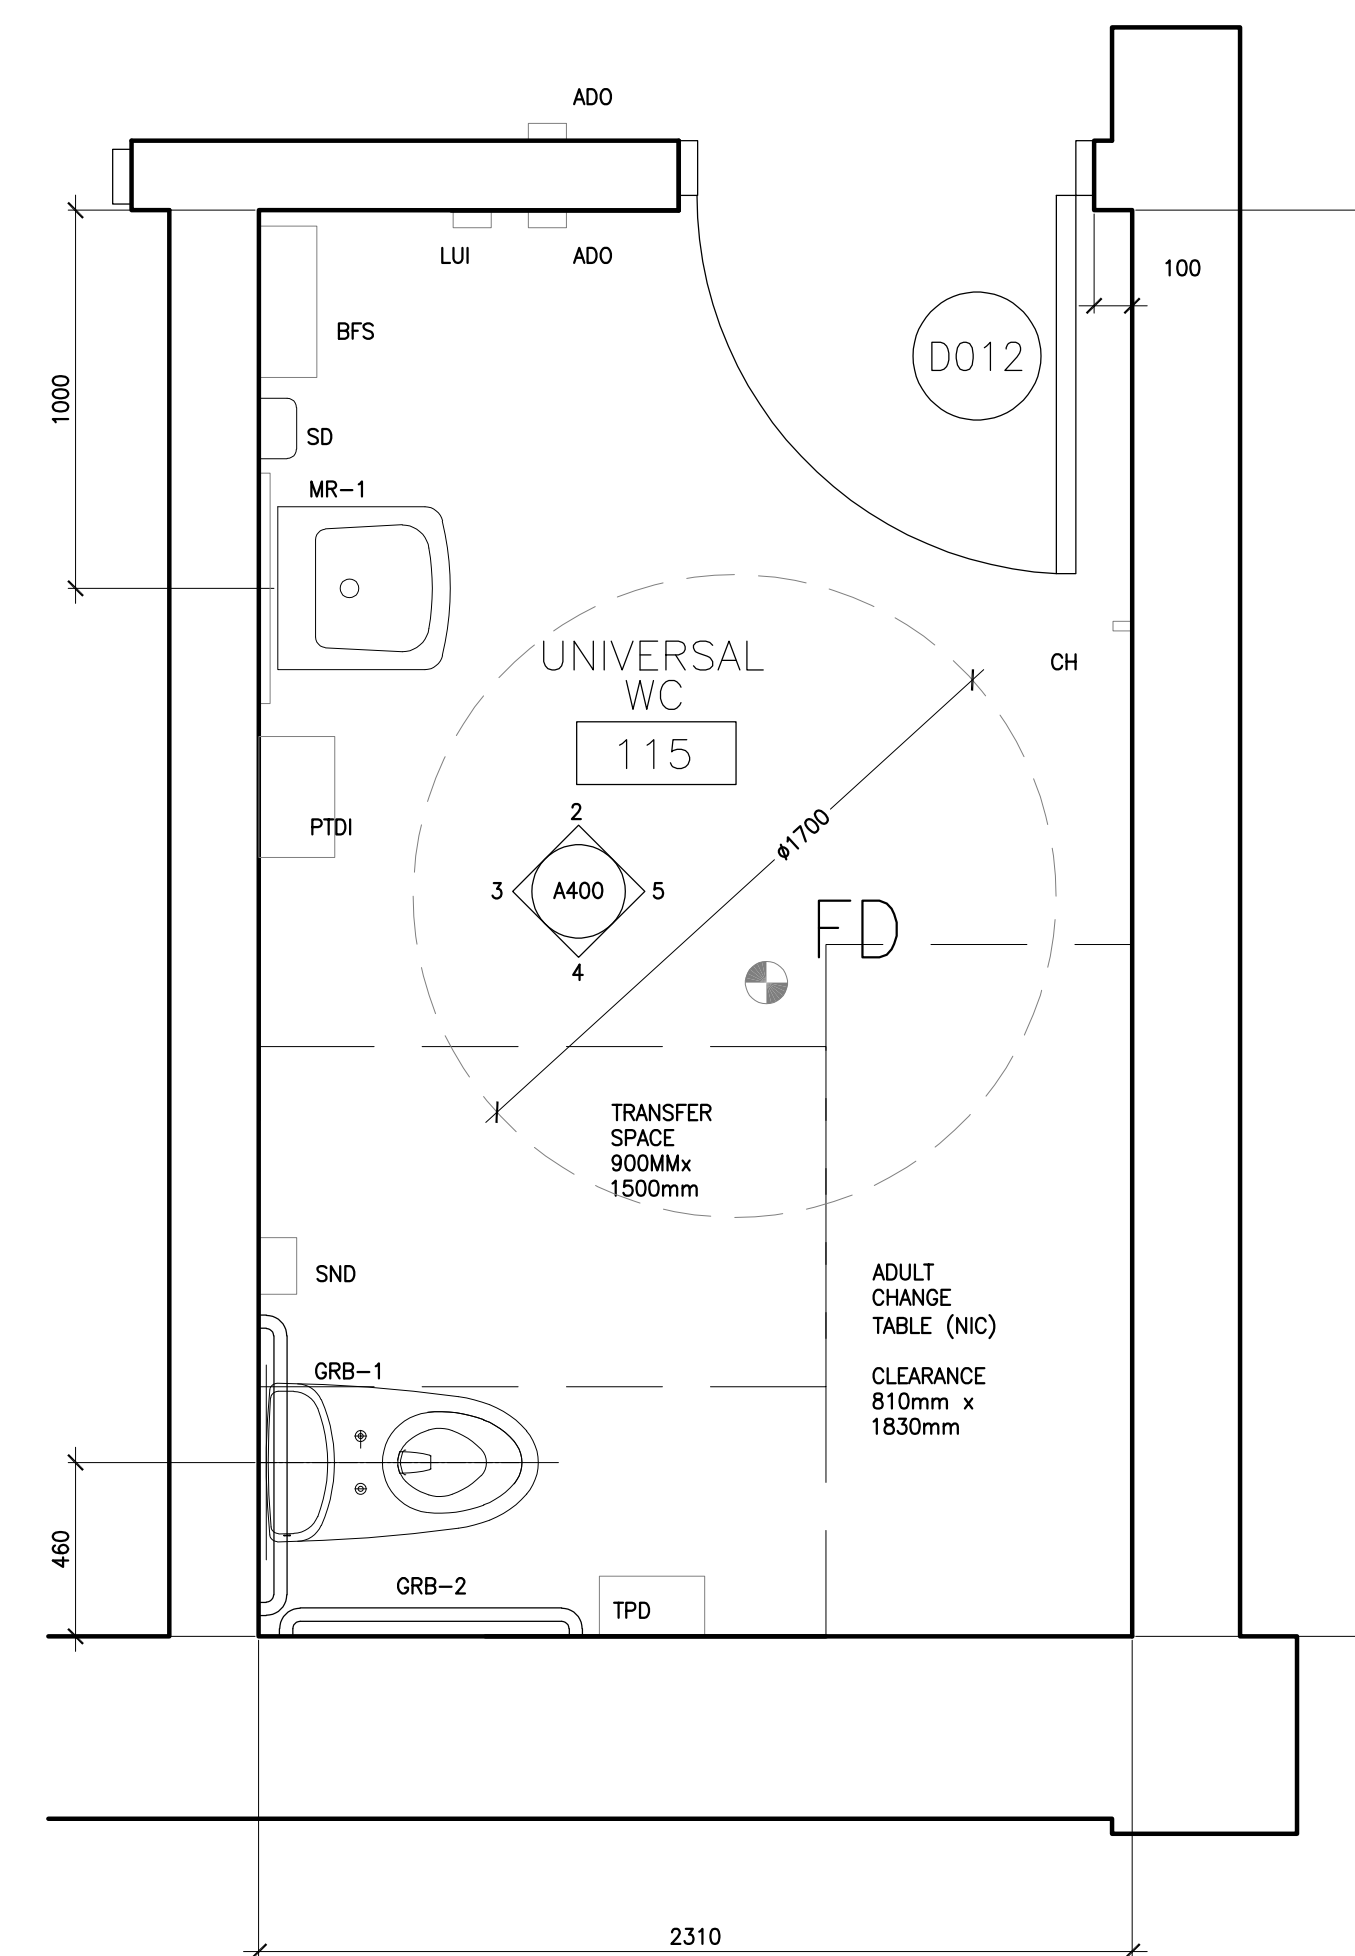 ADO
LUI
ADO
100
BFS
D012
1000
SD
MR-1
UNIVERSAL
WC
115
CH
PTDI
ø1700
2
3
A400
5
4
FD
TRANSFER
SPACE
900MMx
1500mm
SND
ADULT
CHANGE
TABLE (NIC)
CLEARANCE
810mm x
1830mm
GRB-1
460
GRB-2
TPD
2310